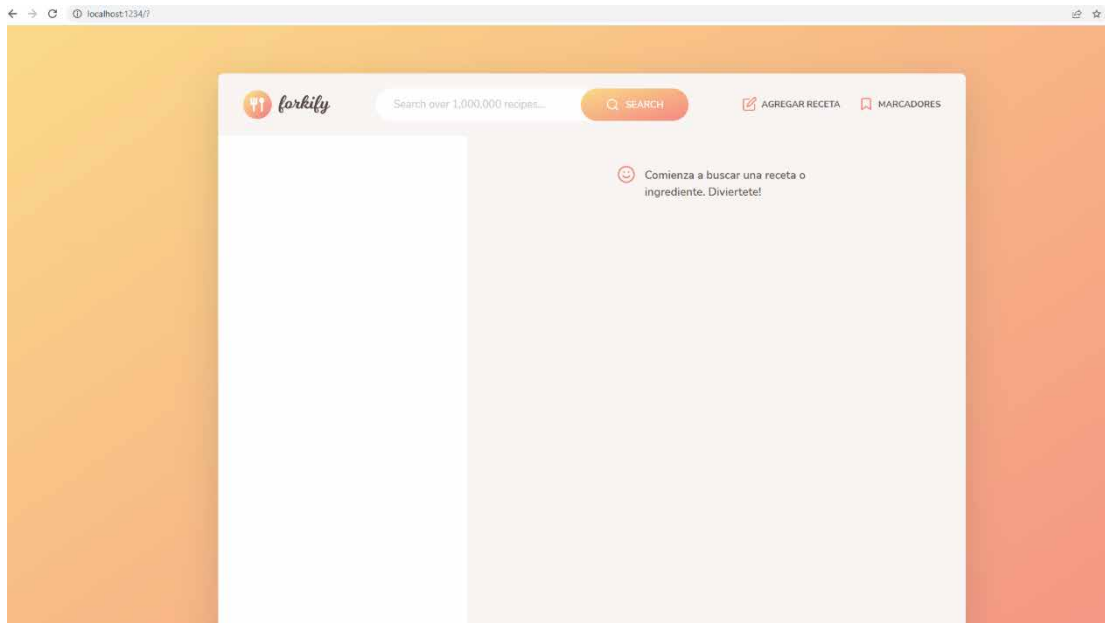 localhost:1234/?
forkify
Search over 1,000,000 recipes...
SEARCH
AGREGAR RECETA
MARCADORES
Comienza a buscar una receta o
ingrediente. Diviertete!